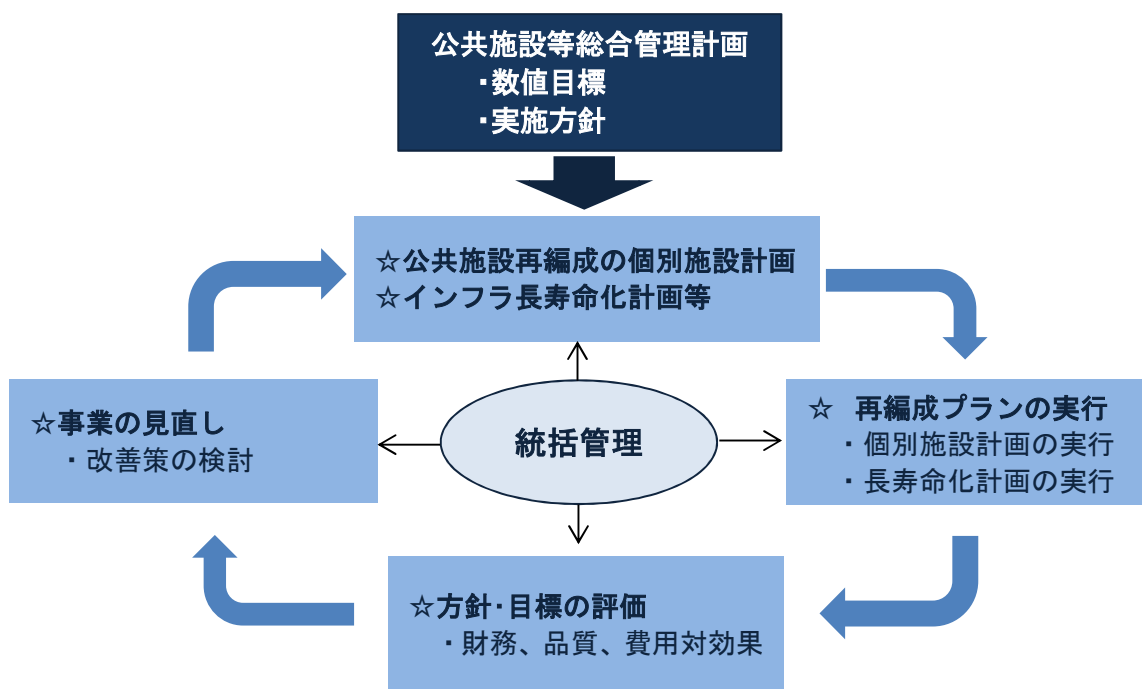 公共施設等総合管理計画
・数値目標
・実施方針
☆公共施設再編成の個別施設計画
☆インフラ長寿命化計画等
☆事業の見直し
・改善策の検討
統括管理
☆ 再編成プランの実行
・個別施設計画の実行
・長寿命化計画の実行
☆方針・目標の評価
・財務、品質、費用対効果